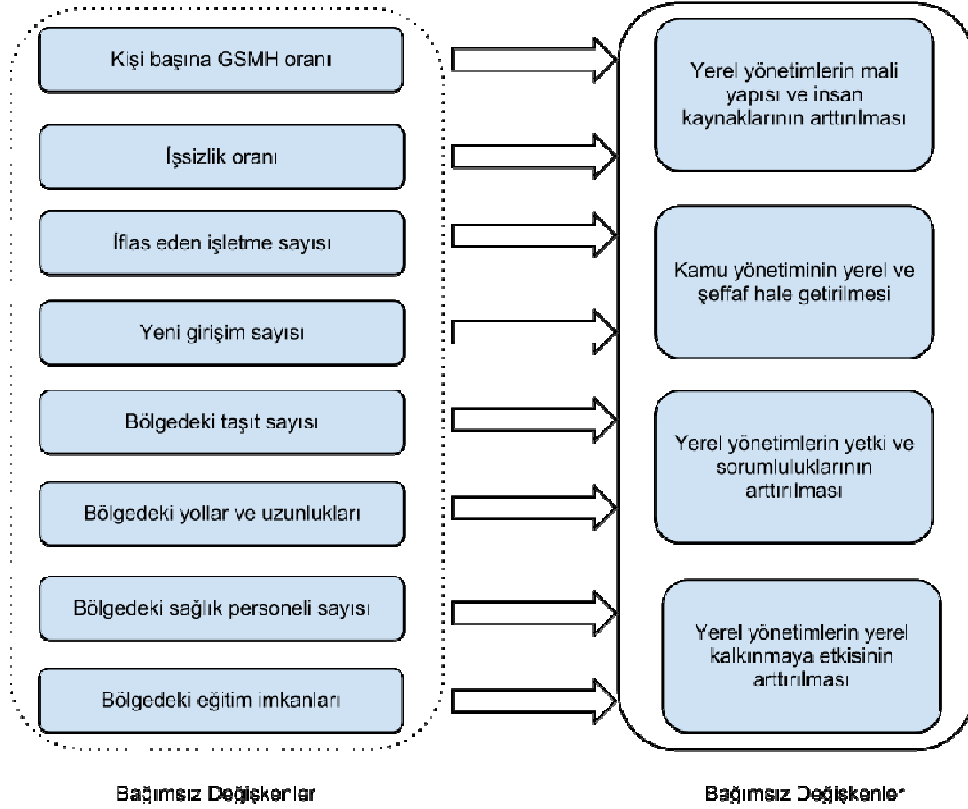 Kişi başına GSMH oranı
İşsizlik oranı
İflas eden işletme sayısı
Yeni girişim sayısı
Bölgedeki taşıt sayısı
Bölgedeki yollar ve uzunlukları
Bölgedeki sağlık personeli sayısı
Bölgedeki eğitim imkanları
Bağımsız Değişkenler
Yerel yönetimlerin mali
yapısı ve insan
kaynaklarının arttırılması
Kamu yönetiminin yerel ve
şeffaf hale getirilmesi
Yerel yönetimlerin yetki ve
sorumluluklarının
arttırılması
Yerel yönetimlerin yerel
kalkınmaya etkisinin
arttırılması
Bağımsız Değişkenler